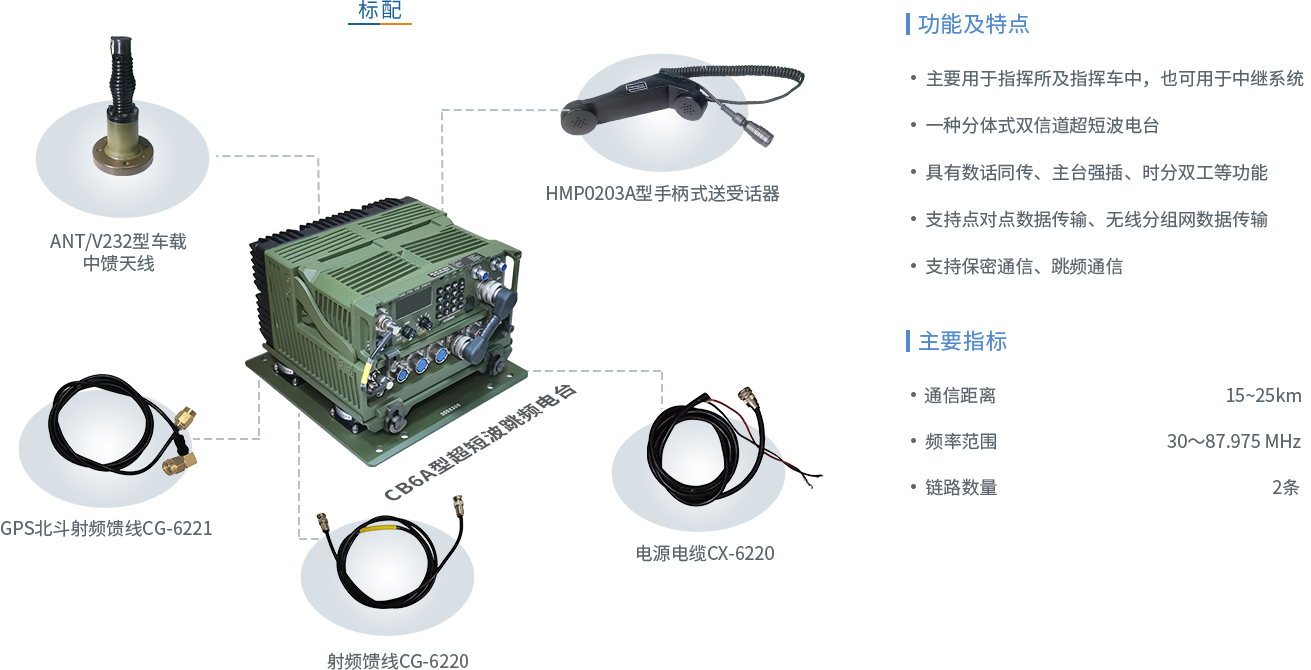 标配
HMP0203A型手柄式送受话器
ANT/V232型车载
中馈天线
CB6A型超短波跳频电台
GPS北斗射频馈线CG-6221
电源电缆CX-6220
射频馈线CG-6220
功能及特点
• 主要用于指挥所及指挥车中，也可用于中继系统
• 一种分体式双信道超短波电台
• 具有数话同传、主台强插、时分双工等功能
• 支持点对点数据传输、无线分组网数据传输
• 支持保密通信、跳频通信
主要指标
• 通信距离 15~25km
• 频率范围 30～87.975 MHz
• 链路数量 2条